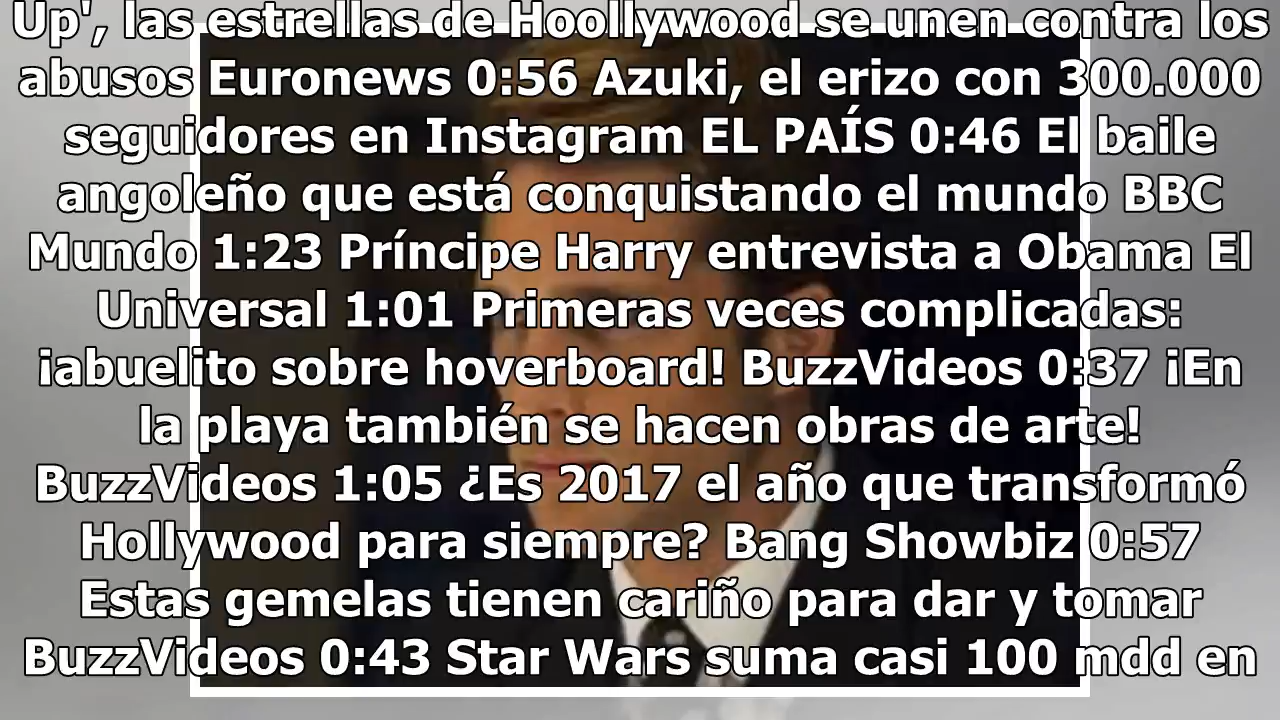 Up', las estrellas de Hoollywood se unen contra los
abusos Euronews 0:56 Azuki, el erizo con 300.000
seguidores en Instagram EL PAÍS 0:46 El baile
angoleño que está conquistando el mundo BBC
Mundo 1:23 Príncipe Harry entrevista a Obama El
Universal 1:01 Primeras veces complicadas:
¡abuelito sobre hoverboard! BuzzVideos 0:37 ¡En
la playa también se hacen obras de arte!
BuzzVideos 1:05 ¿Es 2017 el año que transformó
Hollywood para siempre? Bang Showbiz 0:57
Estas gemelas tienen cariño para dar y tomar
BuzzVideos 0:43 Star Wars suma casi 100 mdd en